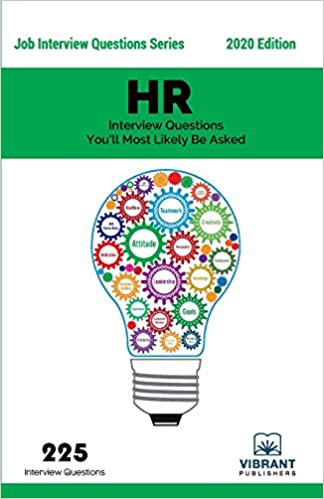 Job Interview Questions Series
2020 Edition
HR
Interview Questions
You'll Most Likely Be Asked
Teamwork
Creativity
Attitude
Leadership
Knowledge
Goals
225
Interview Questions
VIBRANT
PUBLISHERS